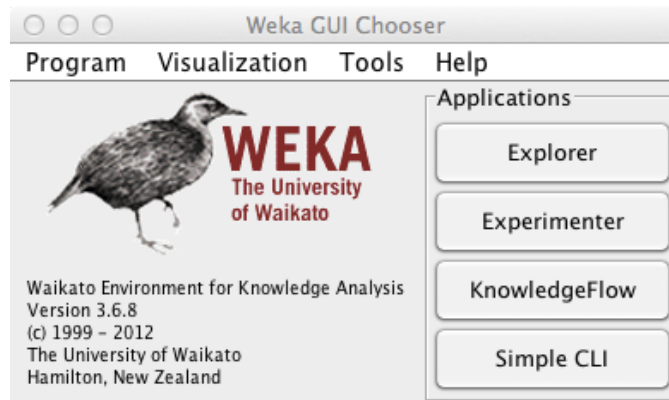 Weka GUI Chooser
Program Visualization Tools Help
WEKA
The University
of Waikato
Waikato Environment for Knowledge Analysis
Version 3.6.8
(c) 1999 – 2012
The University of Waikato
Hamilton, New Zealand
Applications
Explorer
Experimenter
KnowledgeFlow
Simple CLI